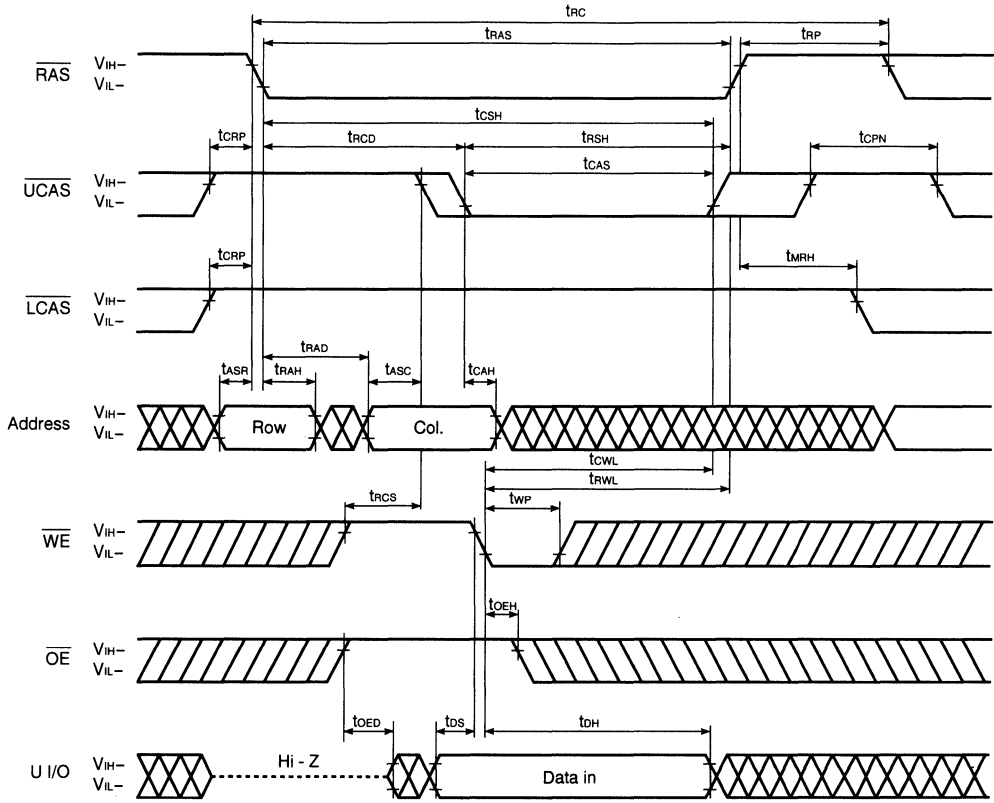 tRC
tRAS
tRP
RAS
VIH–
VIL–
tCSH
tCRP
tRCD
tRSH
tCPN
tCAS
UCAS
VIH–
VIL–
tCRP
tMRH
LCAS
VIH–
VIL–
tRAD
tASR
tRAH
tASC
tCAH
Address
VIH–
VIL–
Row
Col.
tCWL
tRWL
tRCS
tWP
WE
VIH–
VIL–
tOEH
OE
VIH–
VIL–
tOED
tDS
tDH
U I/O
VIH–
VIL–
Hi - Z
Data in